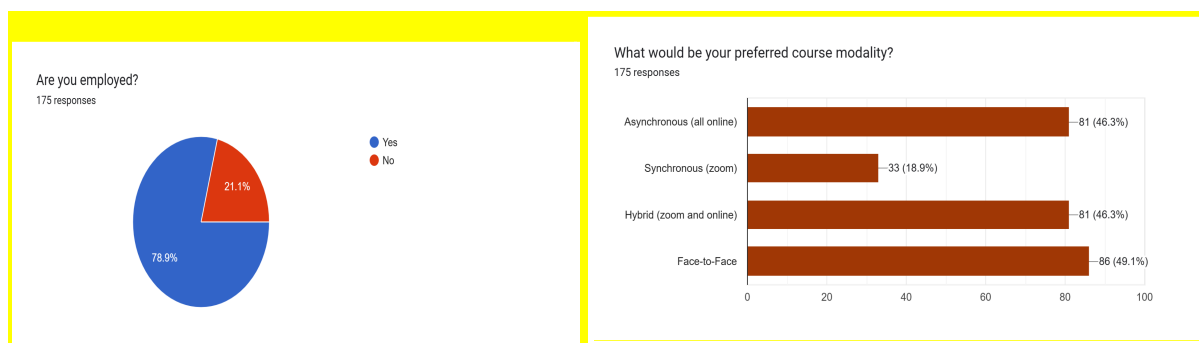 Are you employed?
175 responses
Yes
No
21.1%
78.9%
What would be your preferred course modality?
175 responses
Asynchronous (all online)
81 (46.3%)
Synchronous (zoom)
33 (18.9%)
Hybrid (zoom and online)
81 (46.3%)
Face-to-Face
86 (49.1%)
0 20 40 60 80 100